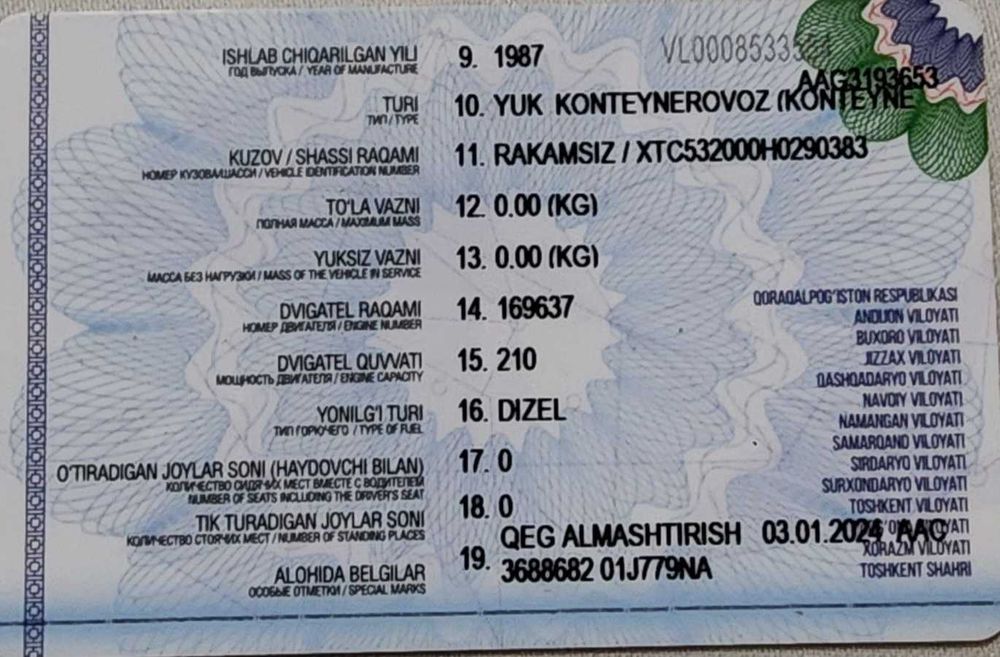 ISHLAB CHIQARILGAN YILI 9. 1987
ГОД ВЫПУСКА / YEAR OF MANUFACTURE
AAG3193653
TURI 10. YUK KONTEYNEROVOZ (KONTEYNE
ТИП / TYPE
KUZOV / SHASSI RAQAMI 11. RAKAMSIZ / XTC532000H0290383
НОМЕР КУЗОВА/ШАССИ / VEHICLE IDENTIFICATION NUMBER
TO'LA VAZNI 12. 0.00 (KG)
ПОЛНАЯ МАССА / MAXIMUM MASS
YUKSIZ VAZNI 13. 0.00 (KG)
МАССА БЕЗ НАГРУЗКИ / MASS OF THE VEHICLE IN SERVICE
DVIGATEL RAQAMI 14. 169637
НОМЕР ДВИГАТЕЛЯ / ENGINE NUMBER
DVIGATEL QUVVATI 15. 210
МОЩНОСТЬ ДВИГАТЕЛЯ / ENGINE CAPACITY
YONILG'I TURI 16. DIZEL
ТИП ГОРЮЧЕГО / TYPE OF FUEL
O'TIRADIGAN JOYLAR SONI (HAYDOVCHI BILAN) 17. 0
КОЛИЧЕСТВО СИДЯЧИХ МЕСТ ВМЕСТЕ С ВОДИТЕЛЕМ
NUMBER OF SEATS INCLUDING THE DRIVER'S SEAT
TIK TURADIGAN JOYLAR SONI 18. 0
КОЛИЧЕСТВО СТОЯЧИХ МЕСТ / NUMBER OF STANDING PLACES
ALOHIDA BELGILAR 19. QEG ALMASHTIRISH 03.01.2024 AAG
3688682 01J779NA
ОСОБЫЕ ОТМЕТКИ / SPECIAL MARKS
QORAQALPOG'ISTON RESPUBLIKASI
ANDIJON VILOYATI
BUXORO VILOYATI
JIZZAX VILOYATI
QASHQADARYO VILOYATI
NAVOIY VILOYATI
NAMANGAN VILOYATI
SAMARQAND VILOYATI
SIRDARYO VILOYATI
SURXONDARYO VILOYATI
TOSHKENT VILOYATI
XORAZM VILOYATI
TOSHKENT SHAHRI